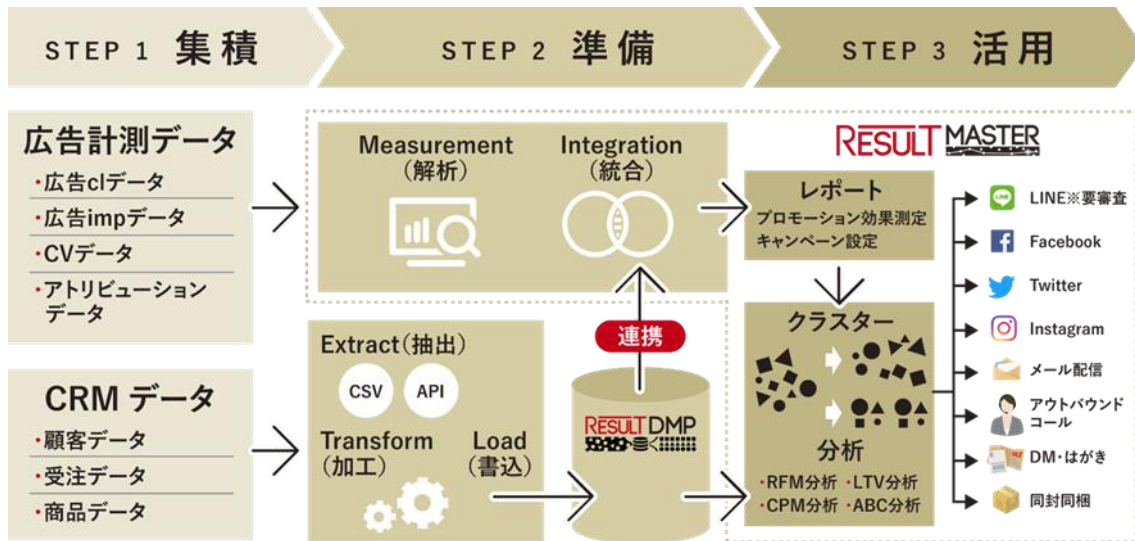 STEP 1 集積
STEP 2 準備
STEP 3 活用
広告計測データ
・広告clデータ
・広告impデータ
・CVデータ
・アトリビューション
データ
CRM データ
・顧客データ
・受注データ
・商品データ
Measurement
(解析)
Integration
(統合)
連携
Extract(抽出)
CSV
API
Transform
(加工)
Load
(書込)
RESULT DMP
RESULT MASTER
レポート
プロモーション効果測定
キャンペーン設定
クラスター
分析
・RFM分析 ・LTV分析
・CPM分析 ・ABC分析
LINE
LINE※要審査
Facebook
Twitter
Instagram
メール配信
アウトバウンド
コール
DM・はがき
同封同梱